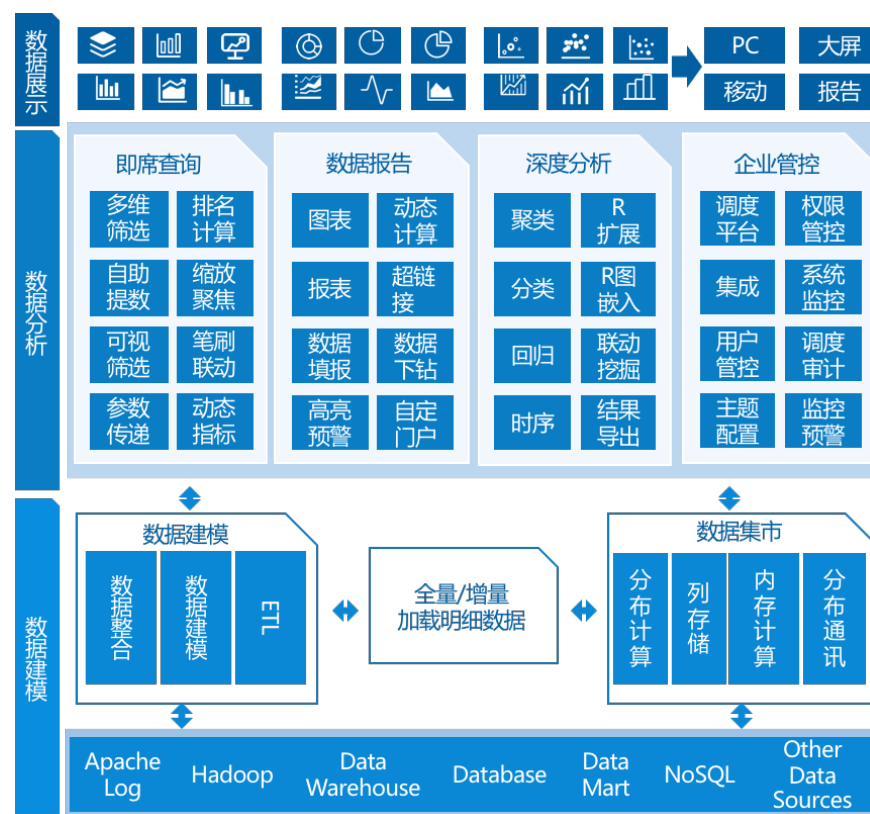 数据展示
PC
大屏
移动
报告
数据分析
即席查询
多维
筛选
排名
计算
自助
提数
缩放
聚焦
可视
筛选
笔刷
联动
参数
传递
动态
指标
数据报告
图表
动态
计算
报表
超链
接
数据
填报
数据
下钻
高亮
预警
自定
门户
深度分析
聚类
R
扩展
分类
R图
嵌入
回归
联动
挖掘
时序
结果
导出
企业管控
调度
平台
权限
管控
集成
系统
监控
用户
管控
调度
审计
主题
配置
监控
预警
数据建模
数据建模
数据整合
数据建模
ETL
全量/增量
加载明细数据
数据集市
分布计算
列存储
内存计算
分布通讯
Apache
Log
Hadoop
Data
Warehouse
Database
Data
Mart
NoSQL
Other
Data
Sources